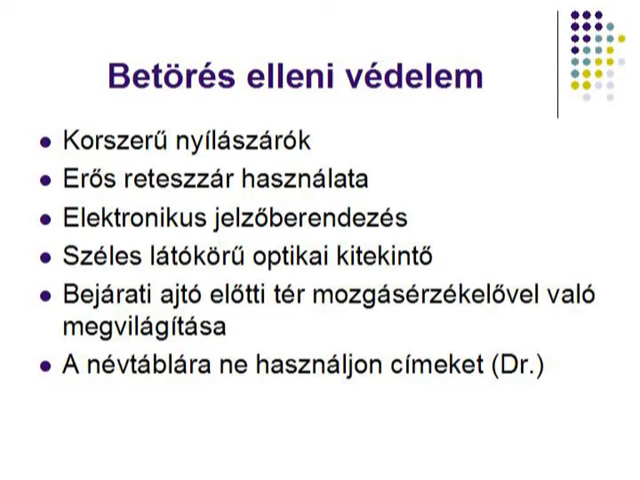 Betörés elleni védelem
Korszerű nyílászárók
Erős reteszzár használata
Elektronikus jelzőberendezés
Széles látókörű optikai kitekintő
Bejárati ajtó előtti tér mozgásérzékelővel való
megvilágítása
A névtáblára ne használjon címeket (Dr.)